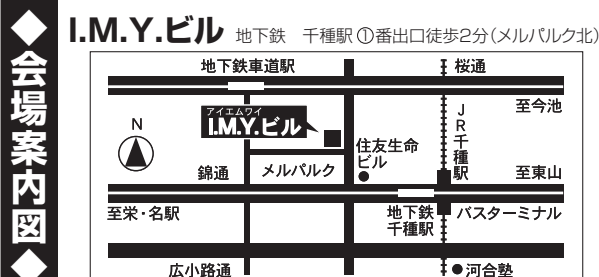 ◆会場案内図◆
I.M.Y.ビル 地下鉄 千種駅①番出口徒歩2分(メルパルク北)
地下鉄車道駅
桜通
至今池
N
アイエムワイ
I.M.Y.ビル
JR千種駅
住友生命
ビル
錦通
メルパルク
至東山
至栄・名駅
地下鉄
千種駅
バスターミナル
広小路通
河合塾